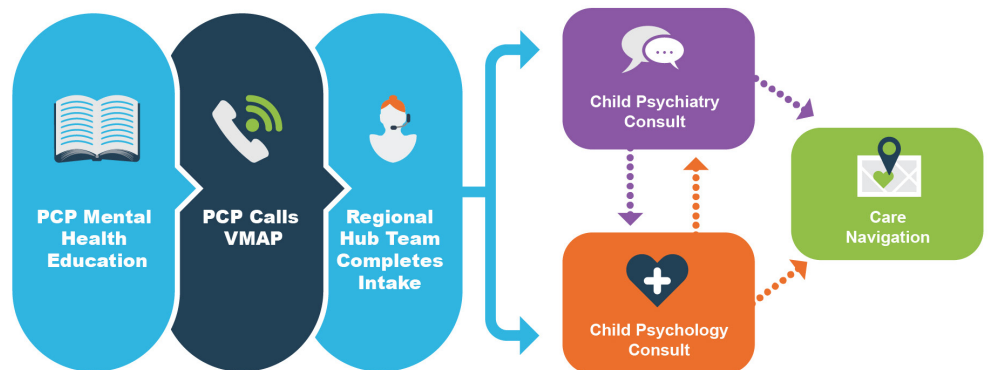 PCP Mental
Health
Education
PCP Calls
VMAP
Regional
Hub Team
Completes
Intake
Child Psychiatry
Consult
Child Psychology
Consult
Care
Navigation